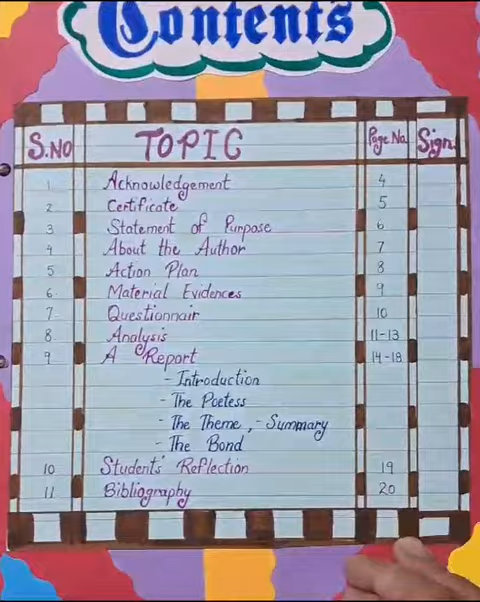 Contents
S.NO TOPIC Page No. Sign.
1 Acknowledgement 4
2 Certificate 5
3 Statement of Purpose 6
4 About the Author 7
5 Action Plan 8
6 Material Evidences 9
7 Questionnair 10
8 Analysis 11-13
9 A Report 14-18
- Introduction
- The Poetess
- The Theme, - Summary
- The Bond
10 Students' Reflection 19
11 Bibliography 20